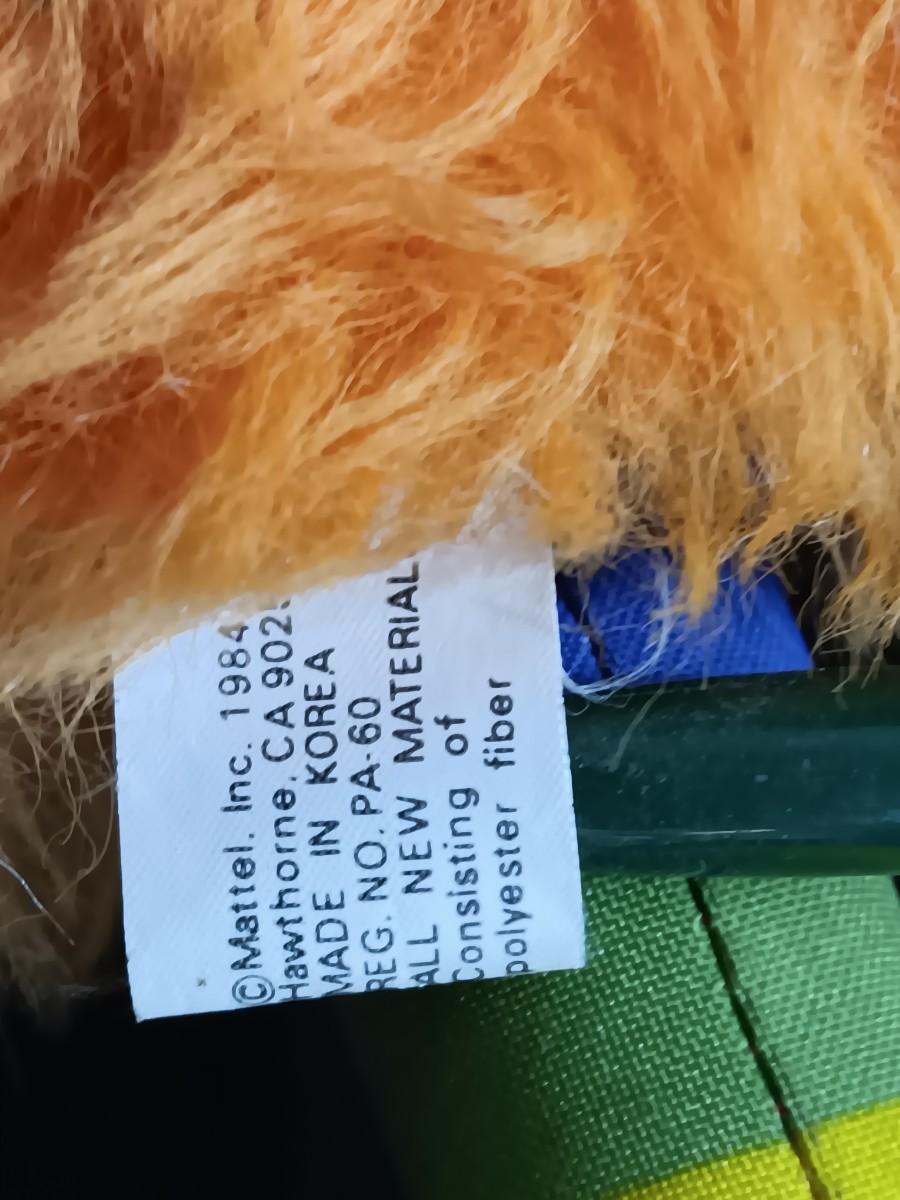 ©Mattel. Inc. 1984
Hawthorne, CA 902
MADE IN KOREA
REG. NO. PA-60
ALL NEW MATERIAL
Consisting of
polyester fiber